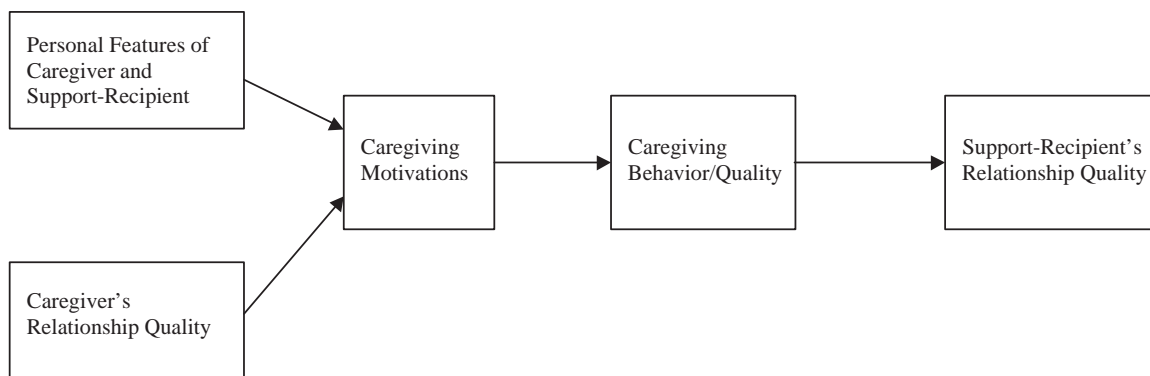 Personal Features of
Caregiver and
Support-Recipient
Caregiving
Motivations
Caregiving
Behavior/Quality
Support-Recipient’s
Relationship Quality
Caregiver’s
Relationship Quality